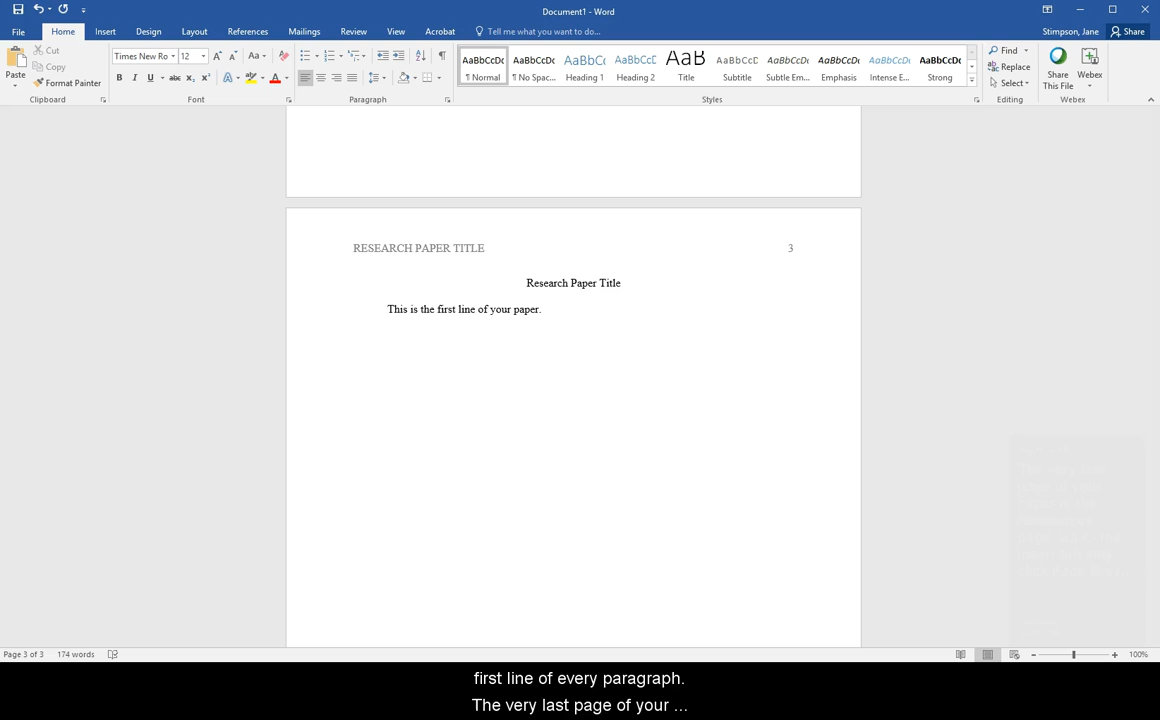 Document1 - Word
File Home Insert Design Layout References Mailings Review View Acrobat Tell me what you want to do... Stimpson, Jane Share
Paste Cut Copy Format Painter
Times New Ro 12 Aa
B I U abc X₂ X²
AaBbCcDc AaBbCcDc AaBbCc AaBbCcE AaB AaBbCcD AaBbCcDc AaBbCcDc AaBbCcDc AaBbCcDc
¶ Normal ¶ No Spac... Heading 1 Heading 2 Title Subtitle Subtle Em... Emphasis Intense E... Strong
Find
Replace
Select
Share This File
Webex
Clipboard Font Paragraph Styles Editing Webex
RESEARCH PAPER TITLE 3
Research Paper Title
This is the first line of your paper.
Page 3 of 3 174 words 100%
first line of every paragraph.
The very last page of your ...